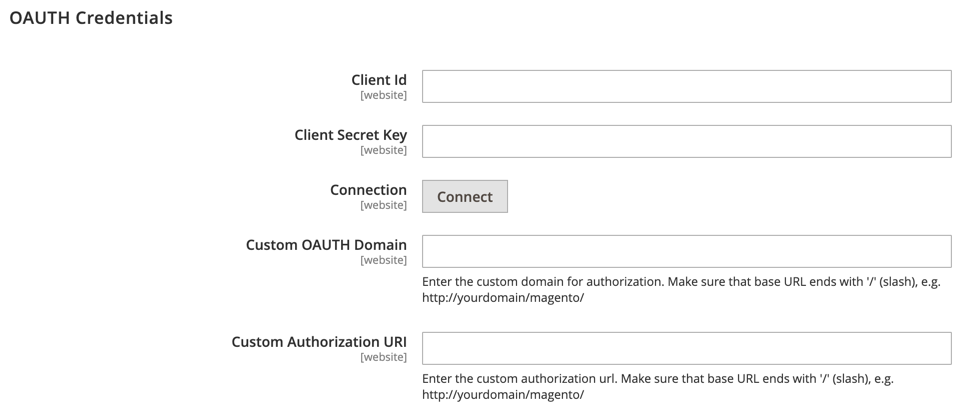 OAUTH Credentials
Client Id
[website]
Client Secret Key
[website]
Connection
[website]
Connect
Custom OAUTH Domain
[website]
Enter the custom domain for authorization. Make sure that base URL ends with '/' (slash), e.g.
http://yourdomain/magento/
Custom Authorization URI
[website]
Enter the custom authorization url. Make sure that base URL ends with '/' (slash), e.g.
http://yourdomain/magento/